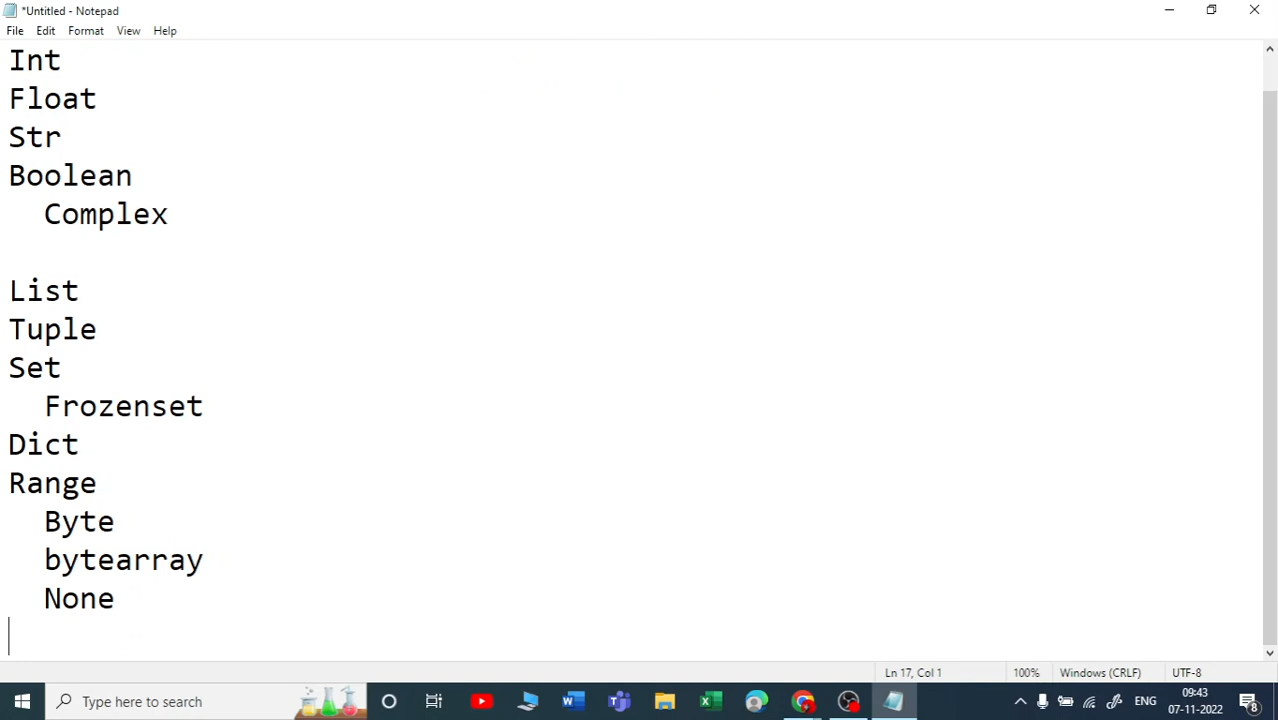 *Untitled - Notepad
File Edit Format View Help
Int
Float
Str
Boolean
Complex
List
Tuple
Set
Frozenset
Dict
Range
Byte
bytearray
None
Ln 17, Col 1 100% Windows (CRLF) UTF-8
Type here to search ENG 09:43
07-11-2022 8